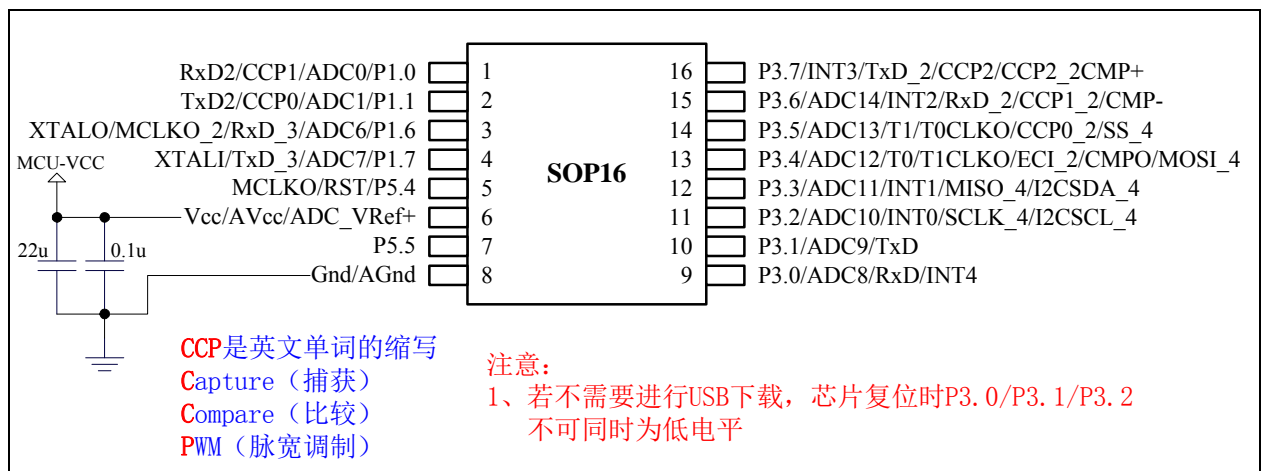 RxD2/CCP1/ADC0/P1.0 1
TxD2/CCP0/ADC1/P1.1 2
XTALO/MCLKO_2/RxD_3/ADC6/P1.6 3
MCU-VCC
XTALI/TxD_3/ADC7/P1.7 4
MCLKO/RST/P5.4 5
Vcc/AVcc/ADC_VRef+ 6
P5.5 7
22u 0.1u
Gnd/AGnd 8
SOP16
16 P3.7/INT3/TxD_2/CCP2/CCP2_2CMP+
15 P3.6/ADC14/INT2/RxD_2/CCP1_2/CMP-
14 P3.5/ADC13/T1/T0CLKO/CCP0_2/SS_4
13 P3.4/ADC12/T0/T1CLKO/ECI_2/CMPO/MOSI_4
12 P3.3/ADC11/INT1/MISO_4/I2CSDA_4
11 P3.2/ADC10/INT0/SCLK_4/I2CSCL_4
10 P3.1/ADC9/TxD
9 P3.0/ADC8/RxD/INT4
CCP是英文单词的缩写
Capture（捕获）
Compare（比较）
PWM（脉宽调制）
注意：
1、若不需要进行USB下载，芯片复位时P3.0/P3.1/P3.2
不可同时为低电平